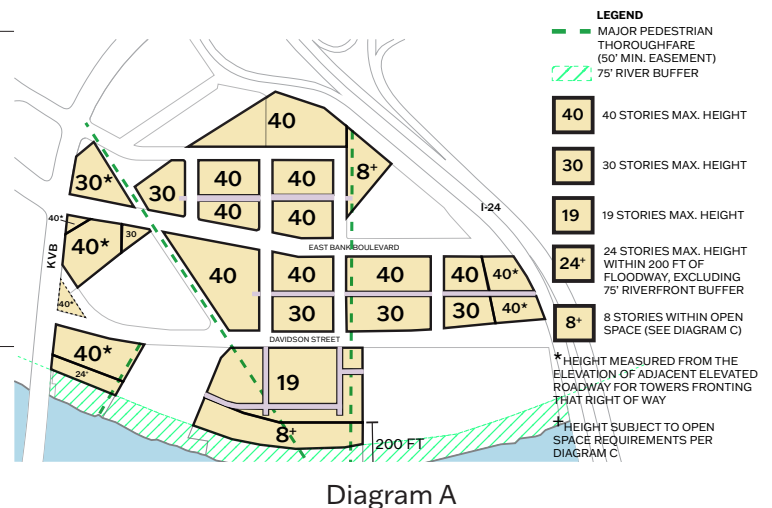 LEGEND
MAJOR PEDESTRIAN
THOROUGHFARE
(50' MIN. EASEMENT)
75' RIVER BUFFER
40 40 STORIES MAX. HEIGHT
30 30 STORIES MAX. HEIGHT
19 19 STORIES MAX. HEIGHT
24+ 24 STORIES MAX. HEIGHT
WITHIN 200 FT OF
FLOODWAY, EXCLUDING
75' RIVERFRONT BUFFER
8+ 8 STORIES WITHIN OPEN
SPACE (SEE DIAGRAM C)
*HEIGHT MEASURED FROM THE
ELEVATION OF ADJACENT ELEVATED
ROADWAY FOR TOWERS FRONTING
THAT RIGHT OF WAY
+HEIGHT SUBJECT TO OPEN
SPACE REQUIREMENTS PER
DIAGRAM C
40
30*
30
40
40
8+
40
40
I-24
40*
40*
30
KVB
EAST BANK BOULEVARD
40
40
40
40
40*
30
30
30
40*
40*
DAVIDSON STREET
40*
24+
19
8+
200 FT
Diagram A